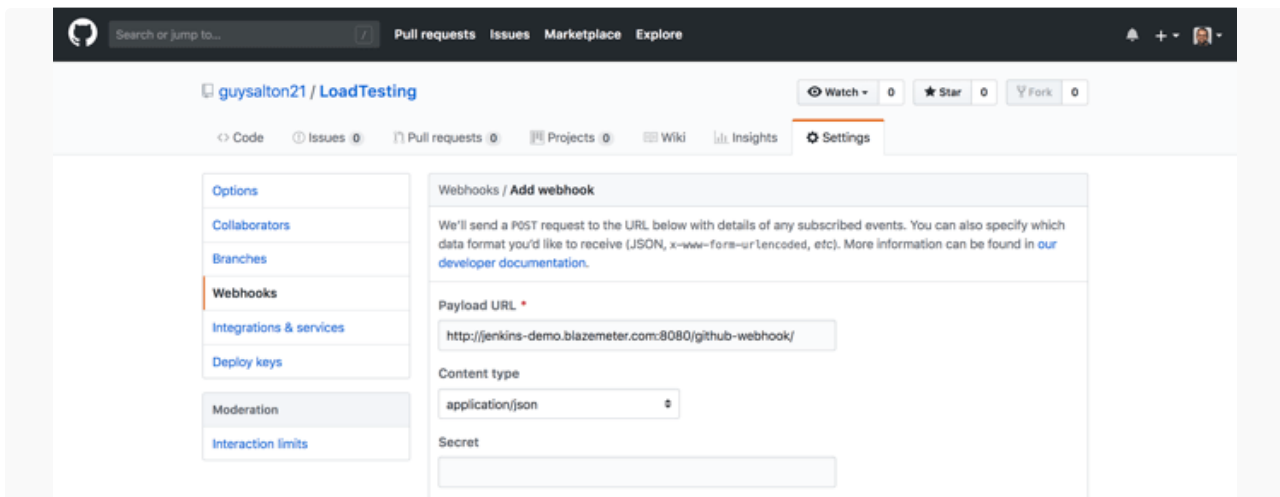 Search or jump to... /
Pull requests Issues Marketplace Explore
guysalton21 / LoadTesting
Watch 0 Star 0 Fork 0
Code Issues 0 Pull requests 0 Projects 0 Wiki Insights Settings
Options
Collaborators
Branches
Webhooks
Integrations & services
Deploy keys
Moderation
Interaction limits
Webhooks / Add webhook
We'll send a POST request to the URL below with details of any subscribed events. You can also specify which
data format you'd like to receive (JSON, x-www-form-urlencoded, etc). More information can be found in our
developer documentation.
Payload URL *
http://jenkins-demo.blazemeter.com:8080/github-webhook/
Content type
application/json
Secret